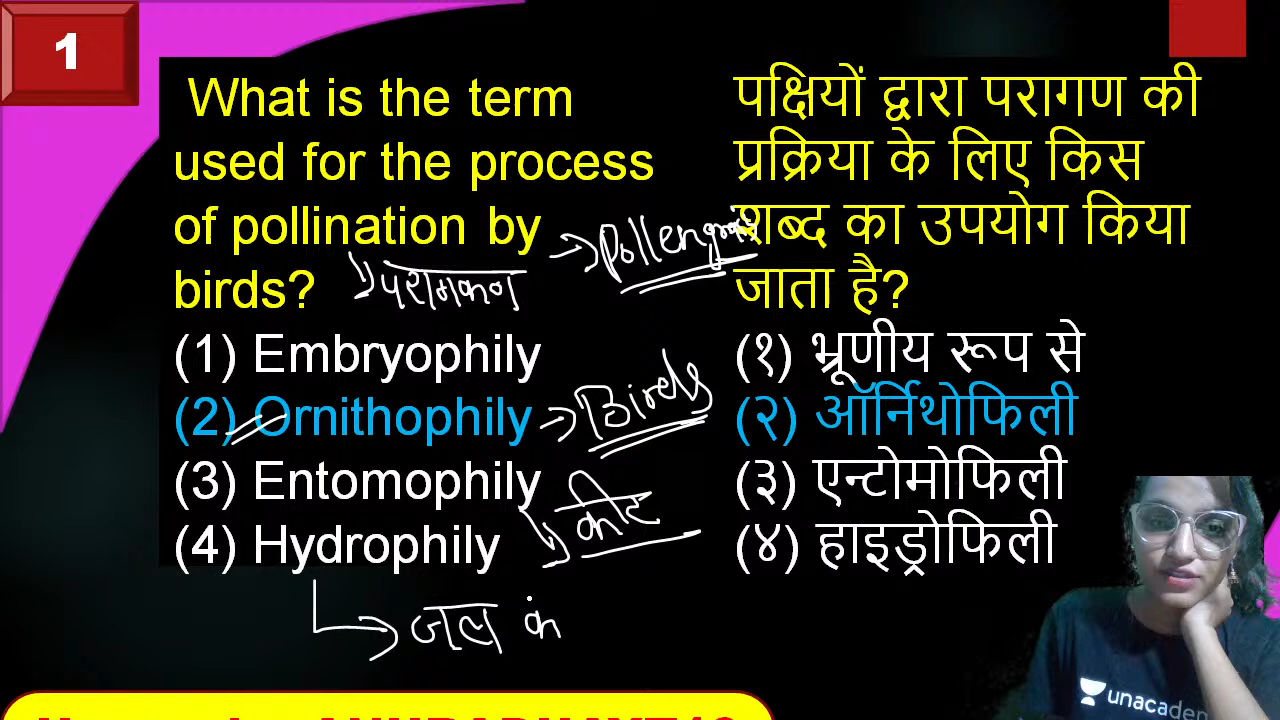 1
What is the term
used for the process
of pollination by
birds?
(1) Embryophily
(2) Ornithophily
(3) Entomophily
(4) Hydrophily
परागकण
Birds
कीट
जल के
पक्षियों द्वारा परागण की
प्रक्रिया के लिए किस
शब्द का उपयोग किया
जाता है?
(१) भ्रूणीय रूप से
(२) ऑर्निथोफिली
(३) एन्टोमोफिली
(४) हाइड्रोफिली
unacadem